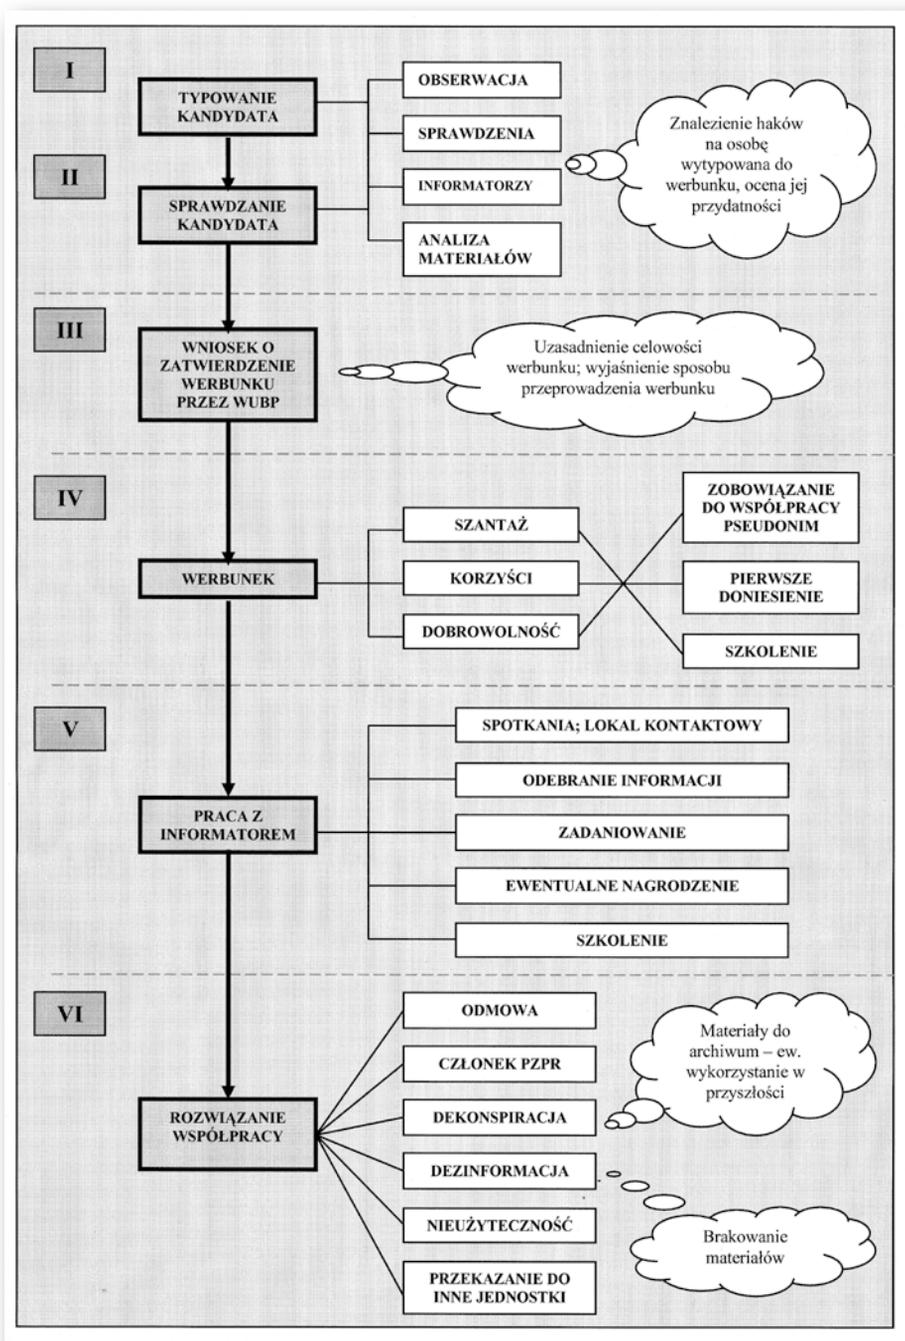 I
TYPOWANIE
KANDYDATA
OBSERWACJA
SPRAWDZENIA
INFORMATORZY
ANALIZA
MATERIAŁÓW
Znalezienie haków
na osobę
wytypowana do
werbunku, ocena jej
przydatności
II
SPRAWDZANIE
KANDYDATA
III
WNIOSEK O
ZATWIERDZENIE
WERBUNKU
PRZEZ WUBP
Uzasadnienie celowości
werbunku; wyjaśnienie sposobu
przeprowadzenia werbunku
IV
WERBUNEK
SZANTAŻ
KORZYŚCI
DOBROWOLNOŚĆ
ZOBOWIĄZANIE
DO WSPÓŁPRACY
PSEUDONIM
PIERWSZE
DONIESIENIE
SZKOLENIE
V
PRACA Z
INFORMATOREM
SPOTKANIA; LOKAL KONTAKTOWY
ODEBRANIE INFORMACJI
ZADANIOWANIE
EWENTUALNE NAGRODZENIE
SZKOLENIE
VI
ROZWIĄZANIE
WSPÓŁPRACY
ODMOWA
CZŁONEK PZPR
DEKONSPIRACJA
DEZINFORMACJA
NIEUŻYTECZNOŚĆ
PRZEKAZANIE DO
INNE JEDNOSTKI
Materiały do
archiwum – ew.
wykorzystanie w
przyszłości
Brakowanie
materiałów